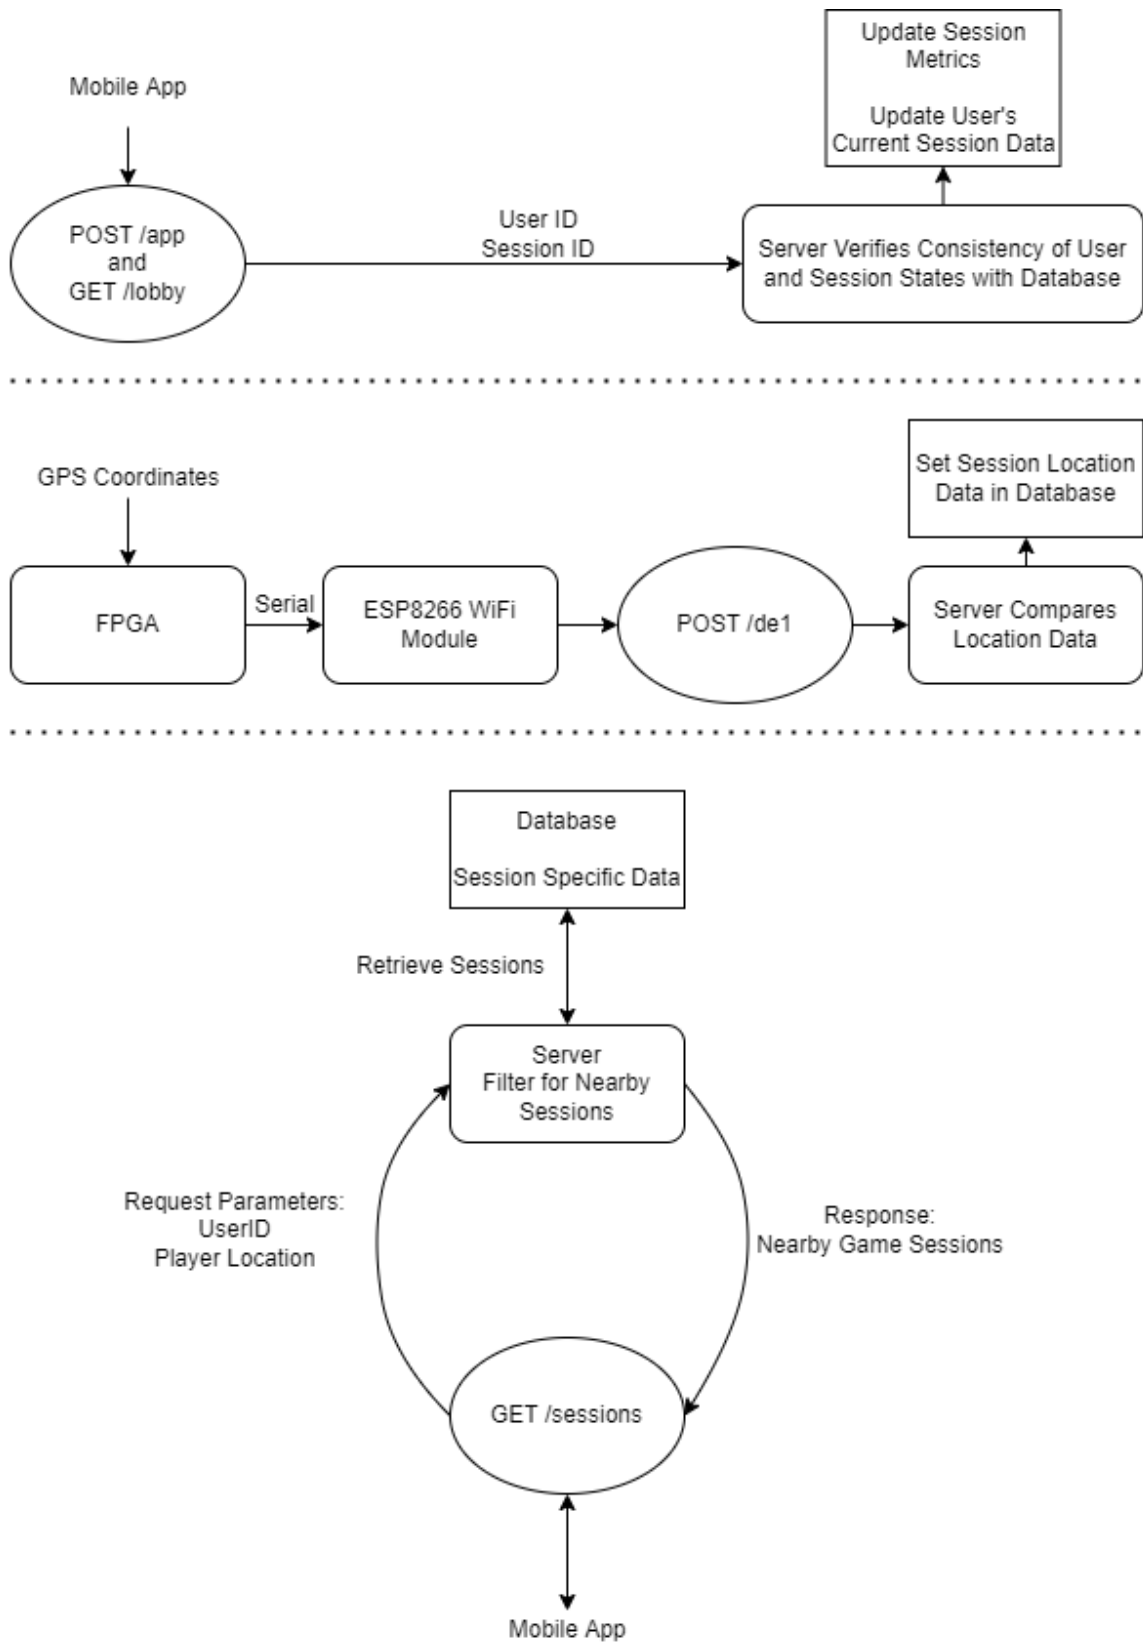 Update Session
Metrics
Update User's
Current Session Data
Mobile App
POST /app
and
GET /lobby
User ID
Session ID
Server Verifies Consistency of User
and Session States with Database
GPS Coordinates
FPGA
Serial
ESP8266 WiFi
Module
POST /de1
Set Session Location
Data in Database
Server Compares
Location Data
Database
Session Specific Data
Retrieve Sessions
Server
Filter for Nearby
Sessions
Request Parameters:
UserID
Player Location
Response:
Nearby Game Sessions
GET /sessions
Mobile App